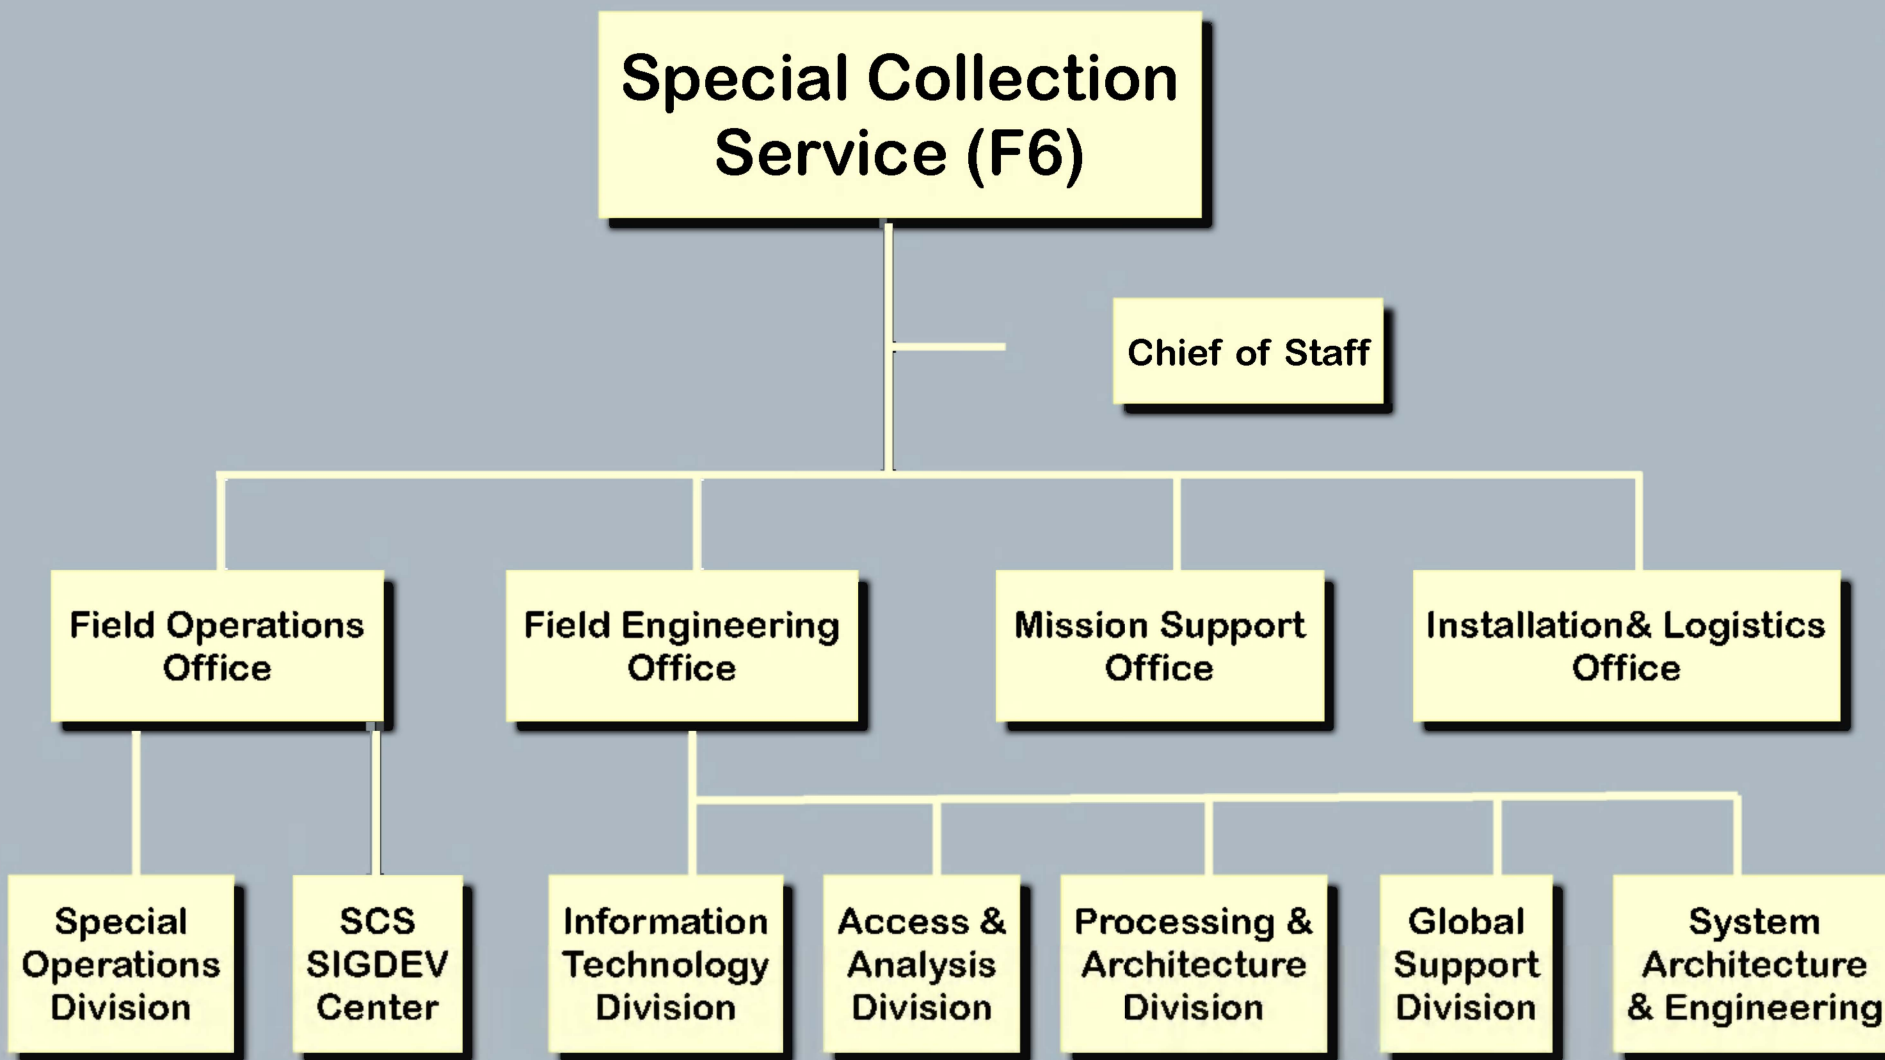 Special Collection
Service (F6)
Chief of Staff
Field Operations
Office
Field Engineering
Office
Mission Support
Office
Installation& Logistics
Office
Special
Operations
Division
SCS
SIGDEV
Center
Information
Technology
Division
Access &
Analysis
Division
Processing &
Architecture
Division
Global
Support
Division
System
Architecture
& Engineering